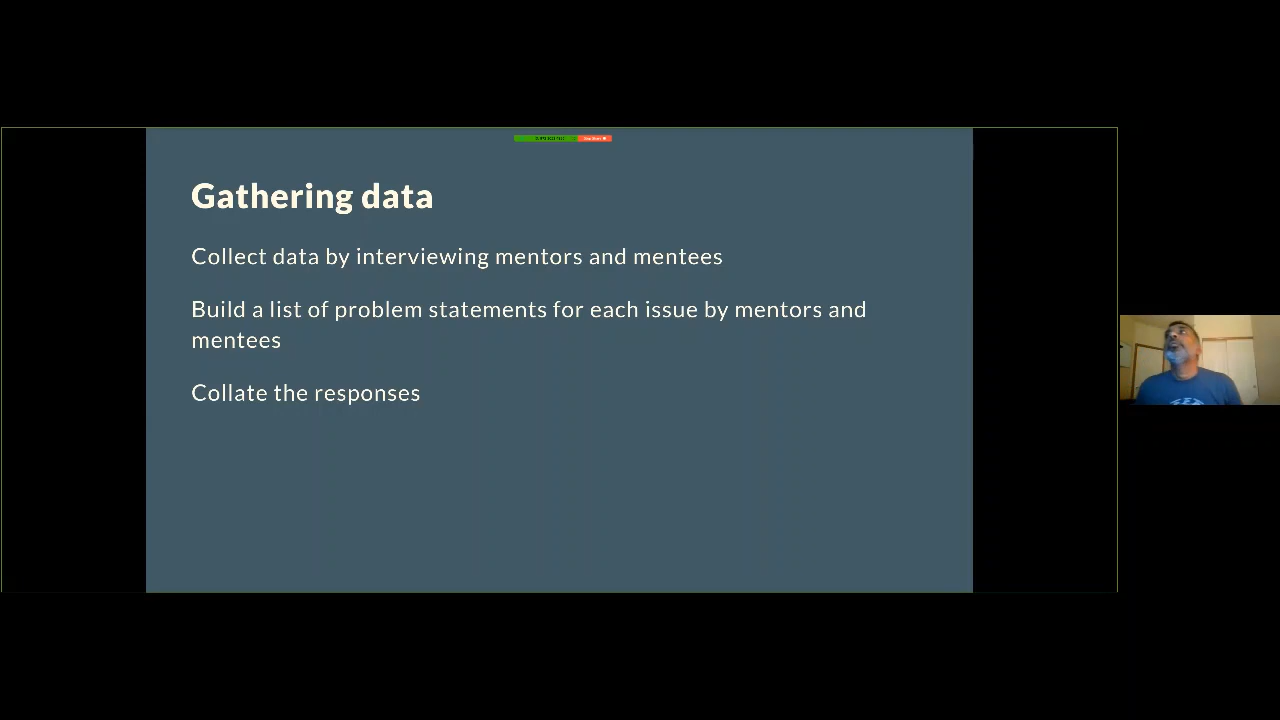 Gathering data
Collect data by interviewing mentors and mentees
Build a list of problem statements for each issue by mentors and
mentees
Collate the responses